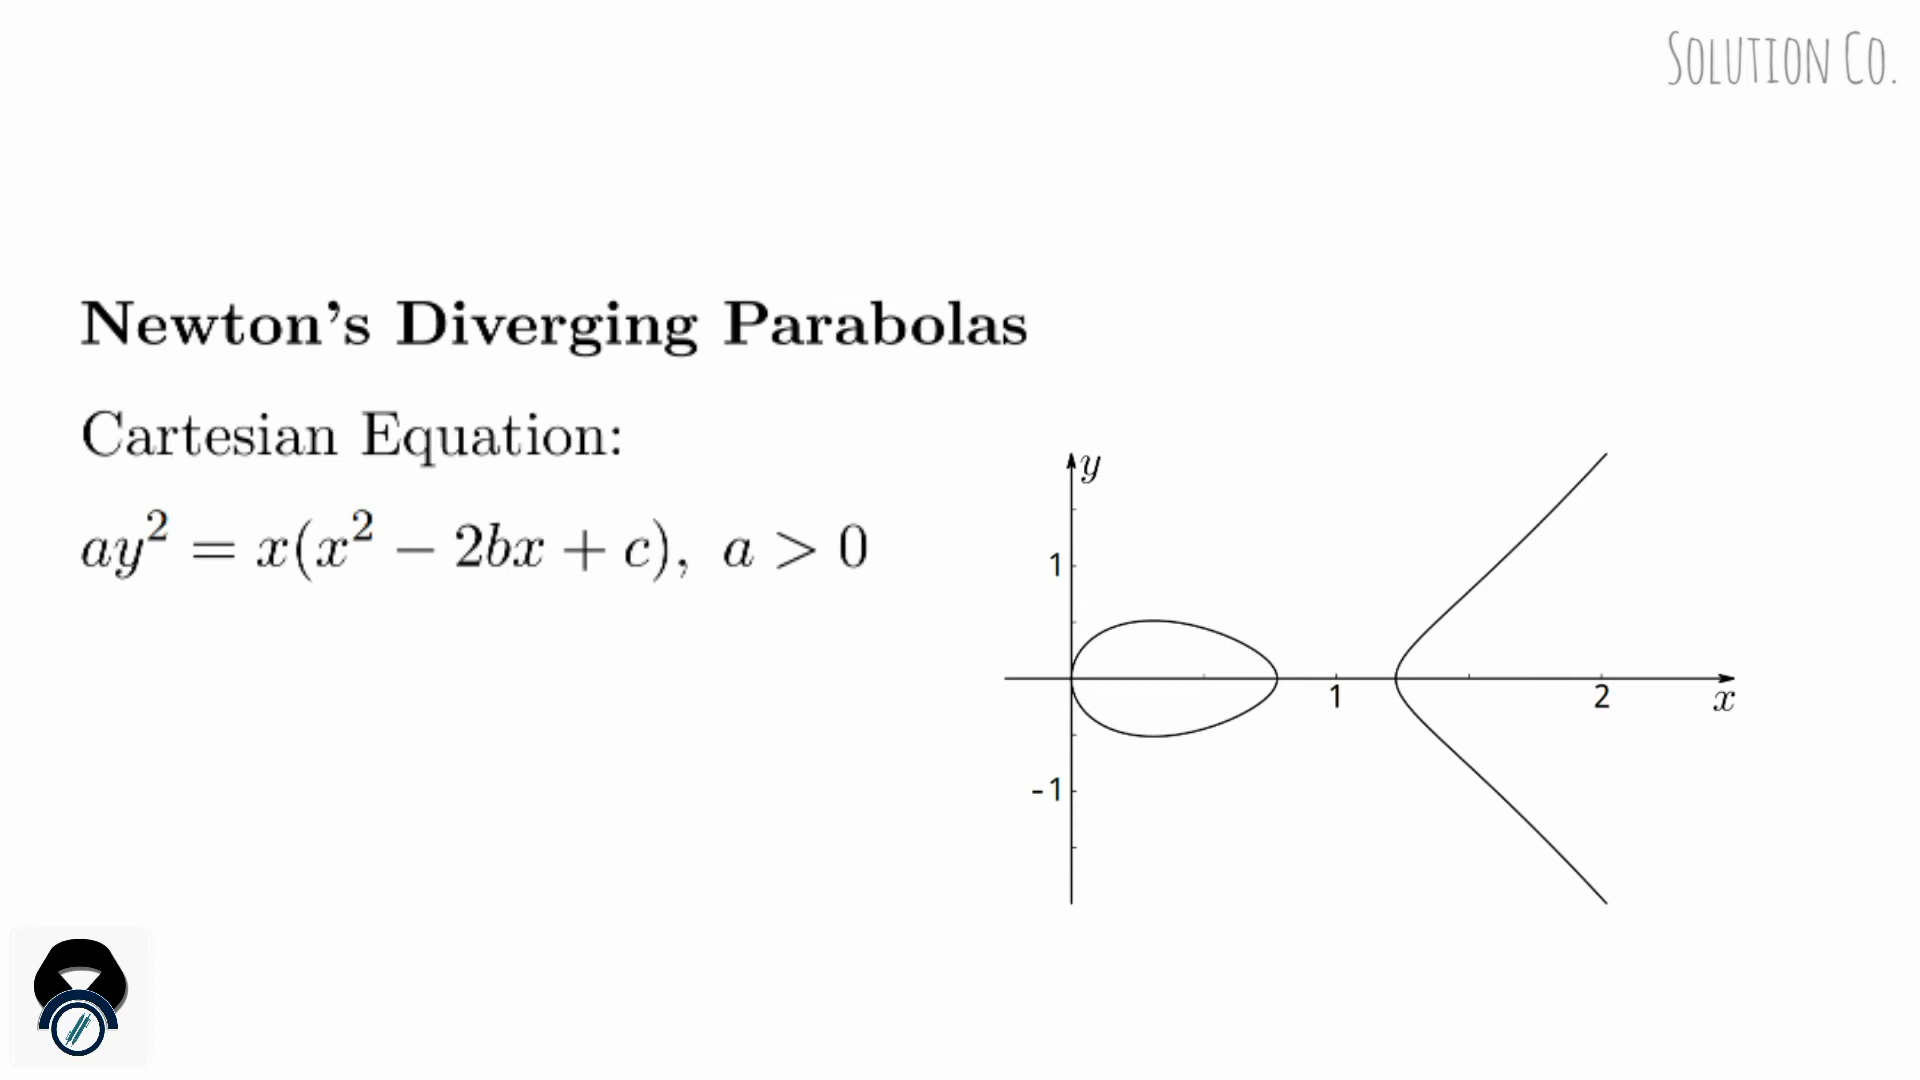 SOLUTION CO.
Newton's Diverging Parabolas
Cartesian Equation:
ay² = x(x² − 2bx + c), a > 0
y
1
1
2
x
-1